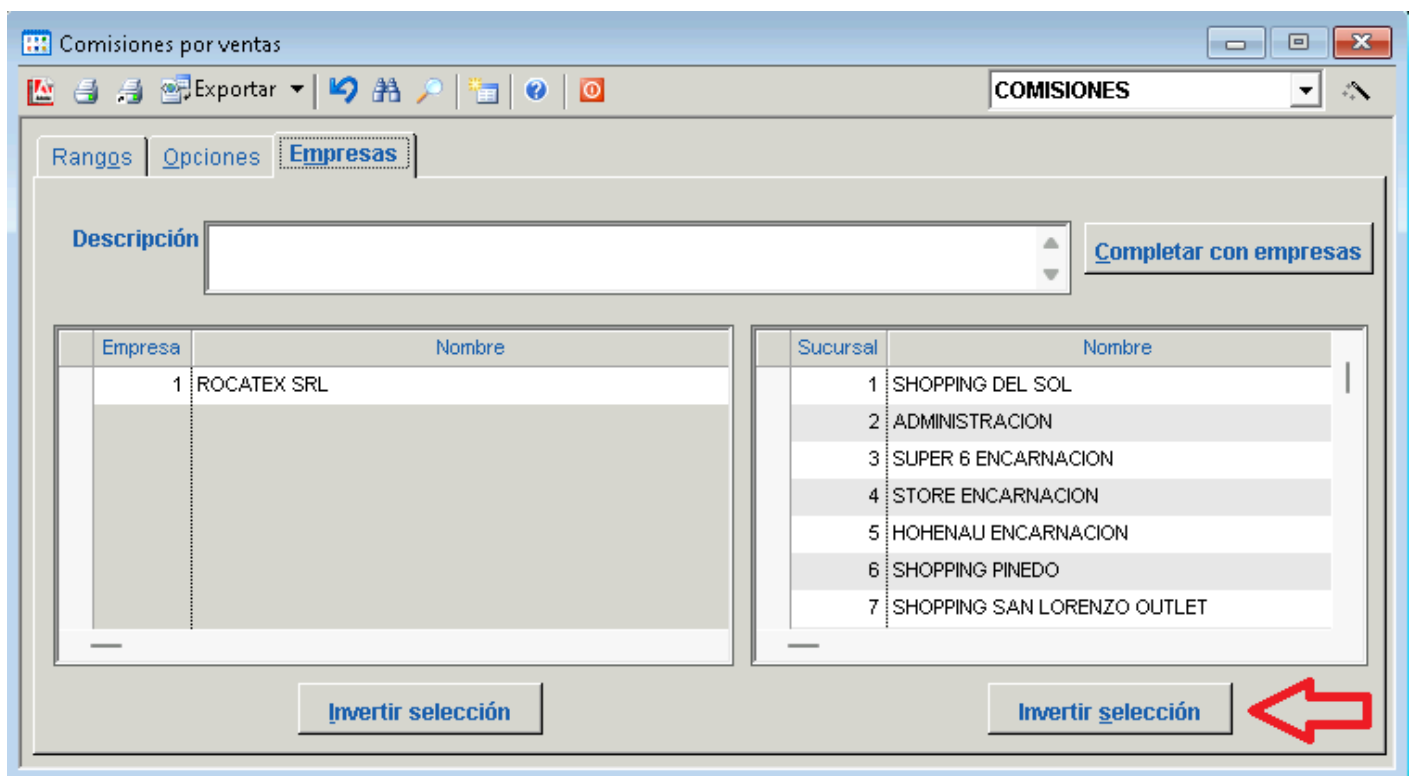 Comisiones por ventas
Exportar COMISIONES
Rangos Opciones Empresas
Descripción Completar con empresas
Empresa Nombre Sucursal Nombre
1 ROCATEX SRL 1 SHOPPING DEL SOL
2 ADMINISTRACION
3 SUPER 6 ENCARNACION
4 STORE ENCARNACION
5 HOHENAU ENCARNACION
6 SHOPPING PINEDO
7 SHOPPING SAN LORENZO OUTLET
Invertir selección Invertir selección